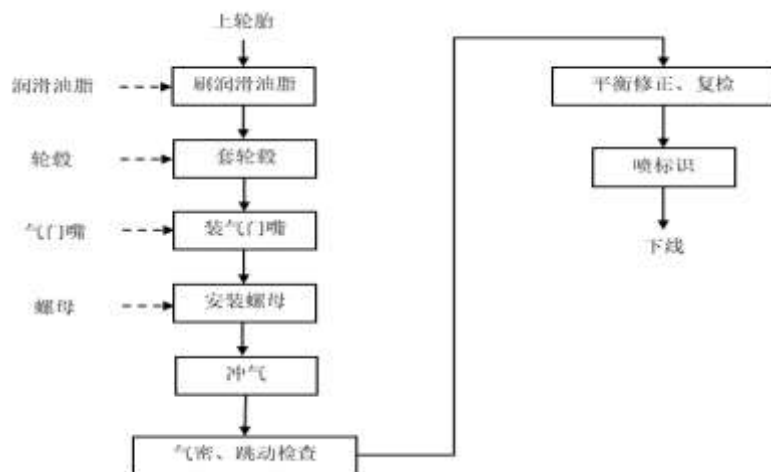 上轮胎
润滑油脂
刷润滑油脂
轮毂
套轮毂
气门嘴
装气门嘴
螺母
安装螺母
冲气
气密、跳动检查
平衡修正、复检
喷标识
下线